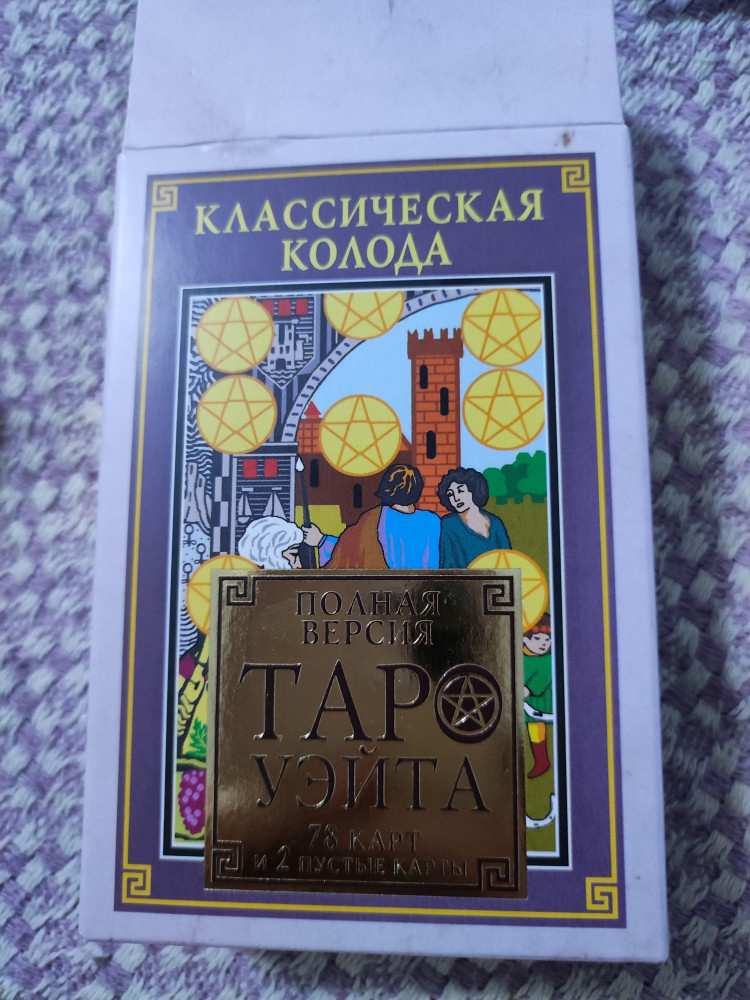 КЛАССИЧЕСКАЯ
КОЛОДА
ПОЛНАЯ
ВЕРСИЯ
ТАРО
УЭЙТА
78 КАРТ
И 2 ПУСТЫЕ КАРТЫ